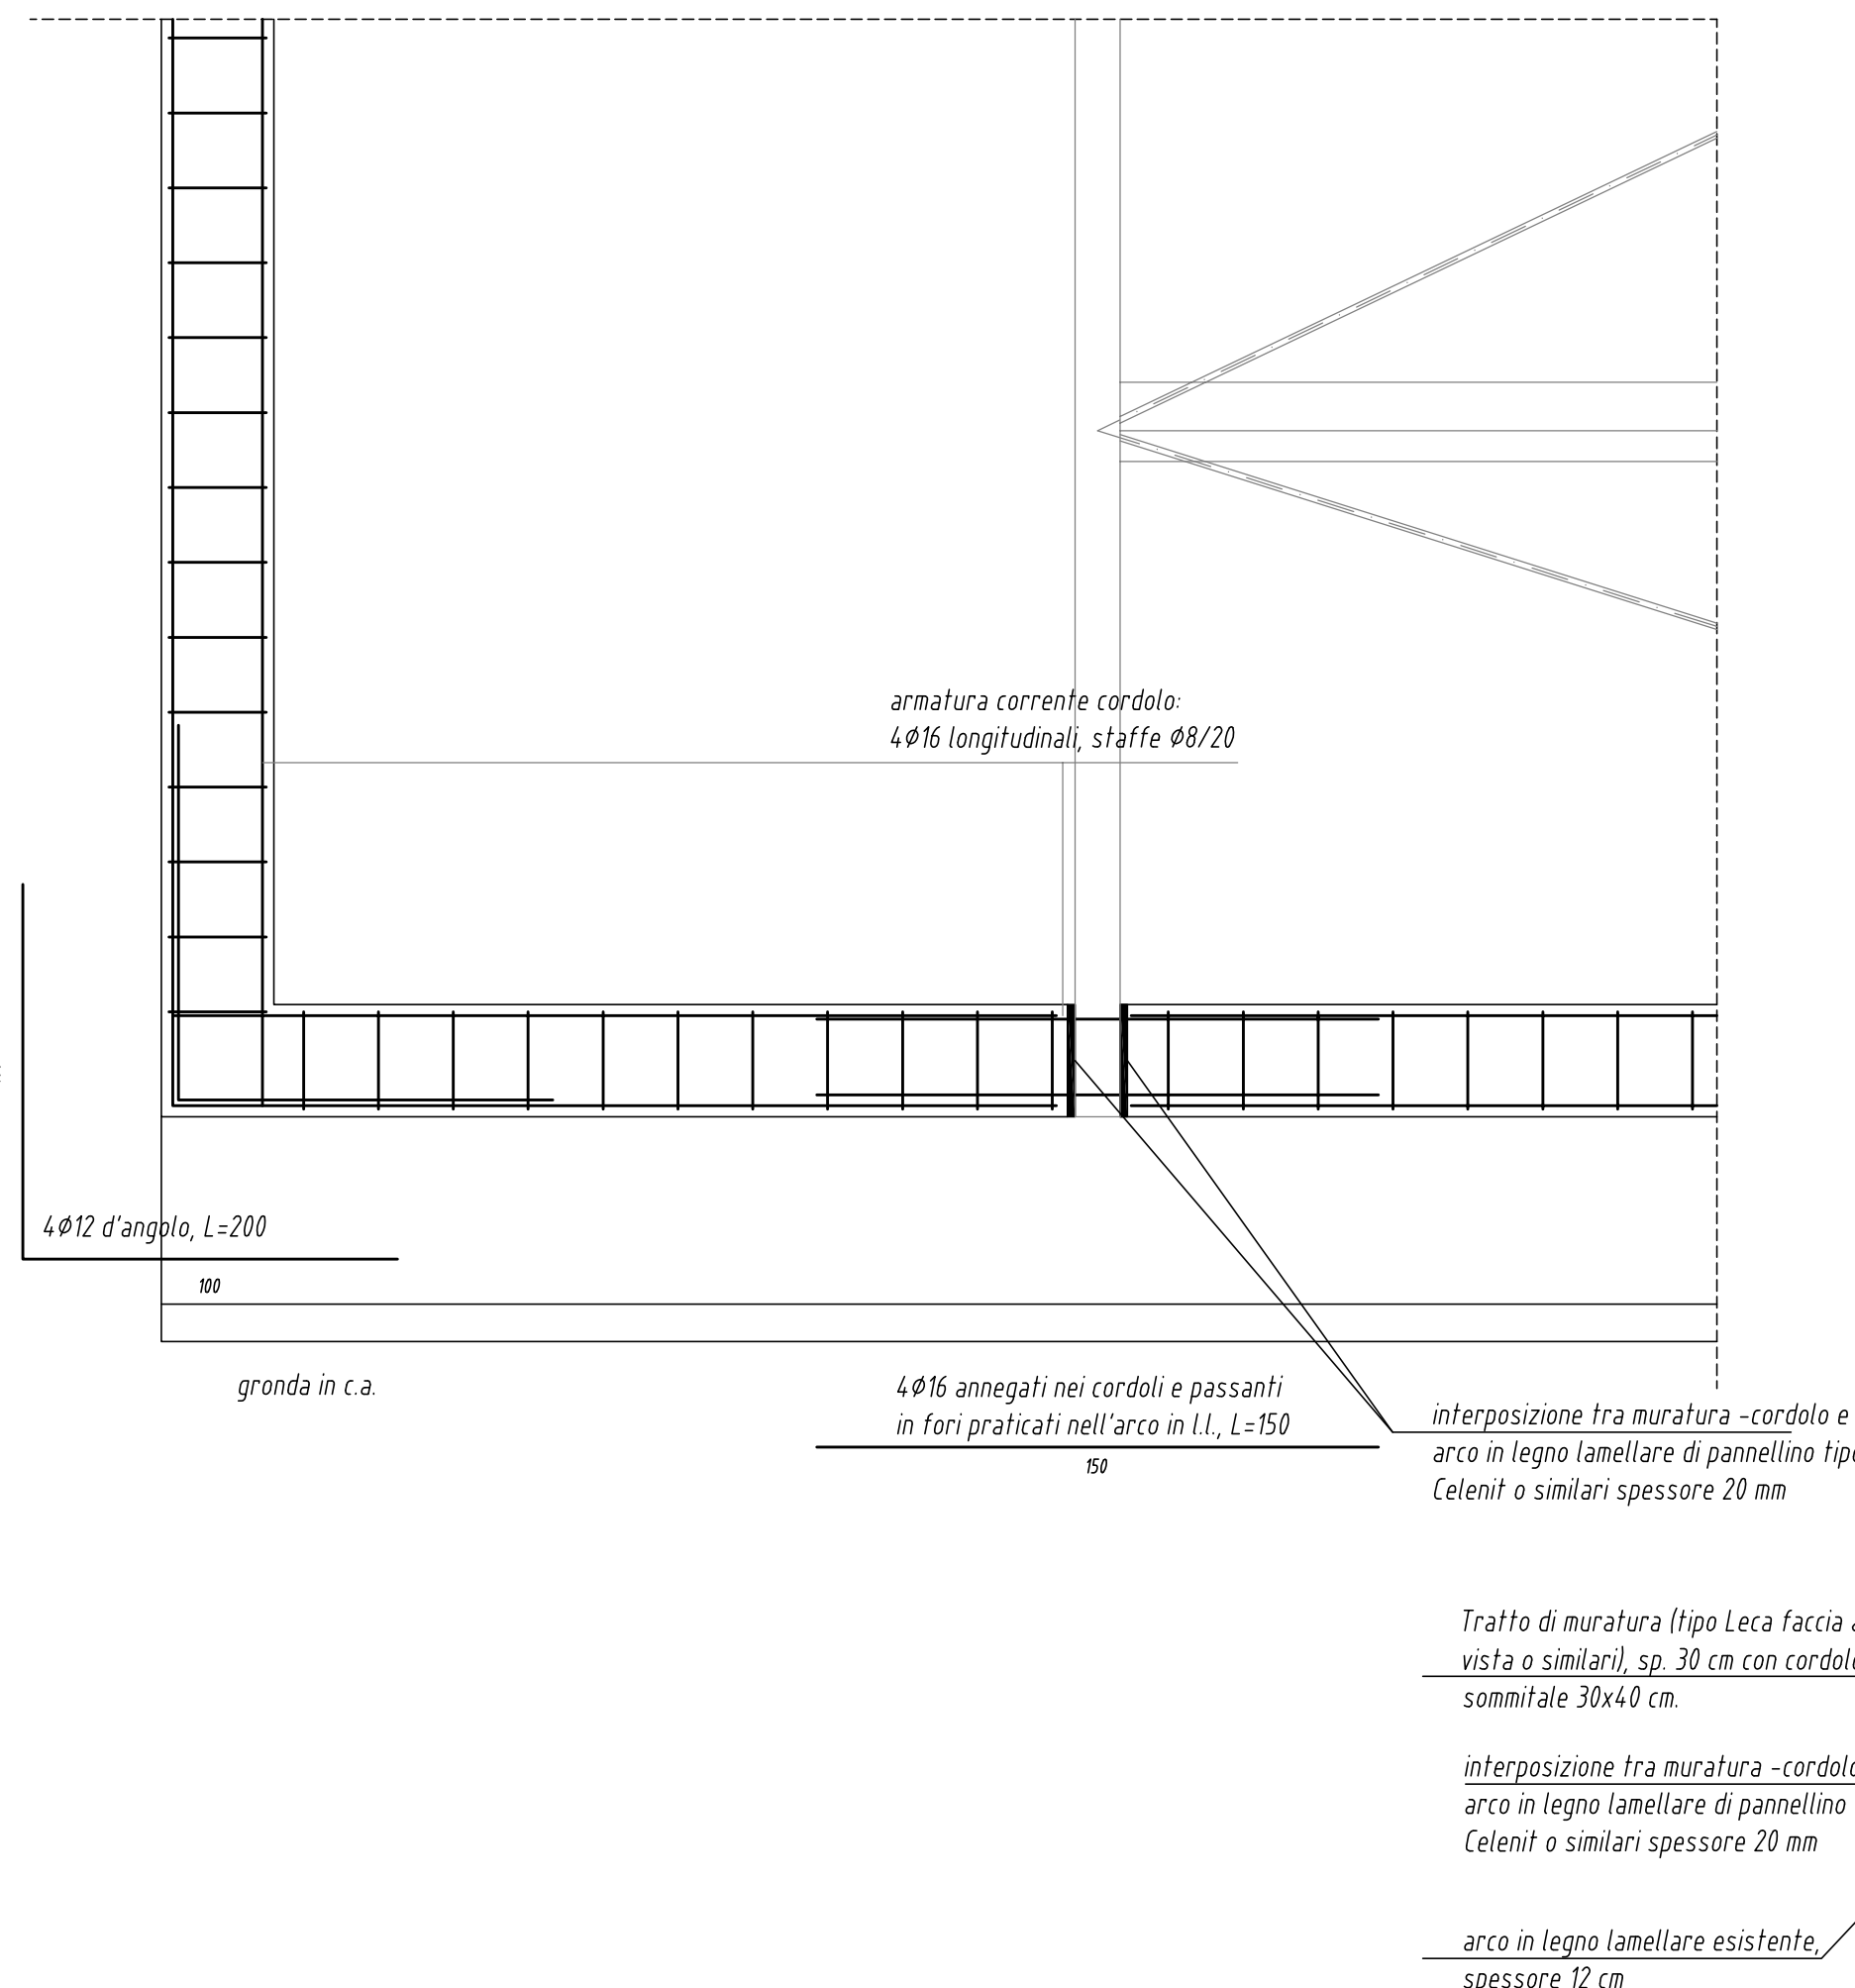 armatura corrente cordolo:
4Ø16 longitudinali, staffe Ø8/20
4Ø12 d'angolo, L=200
100
gronda in c.a.
4Ø16 annegati nei cordoli e passanti
in fori praticati nell'arco in l.l., L=150
150
interposizione tra muratura -cordolo e
arco in legno lamellare di pannellino tipo
Celenit o similari spessore 20 mm
Tratto di muratura (tipo Leca faccia a
vista o similari), sp. 30 cm con cordolo
sommitale 30x40 cm.
interposizione tra muratura -cordolo
arco in legno lamellare di pannellino
Celenit o similari spessore 20 mm
arco in legno lamellare esistente,
spessore 12 cm